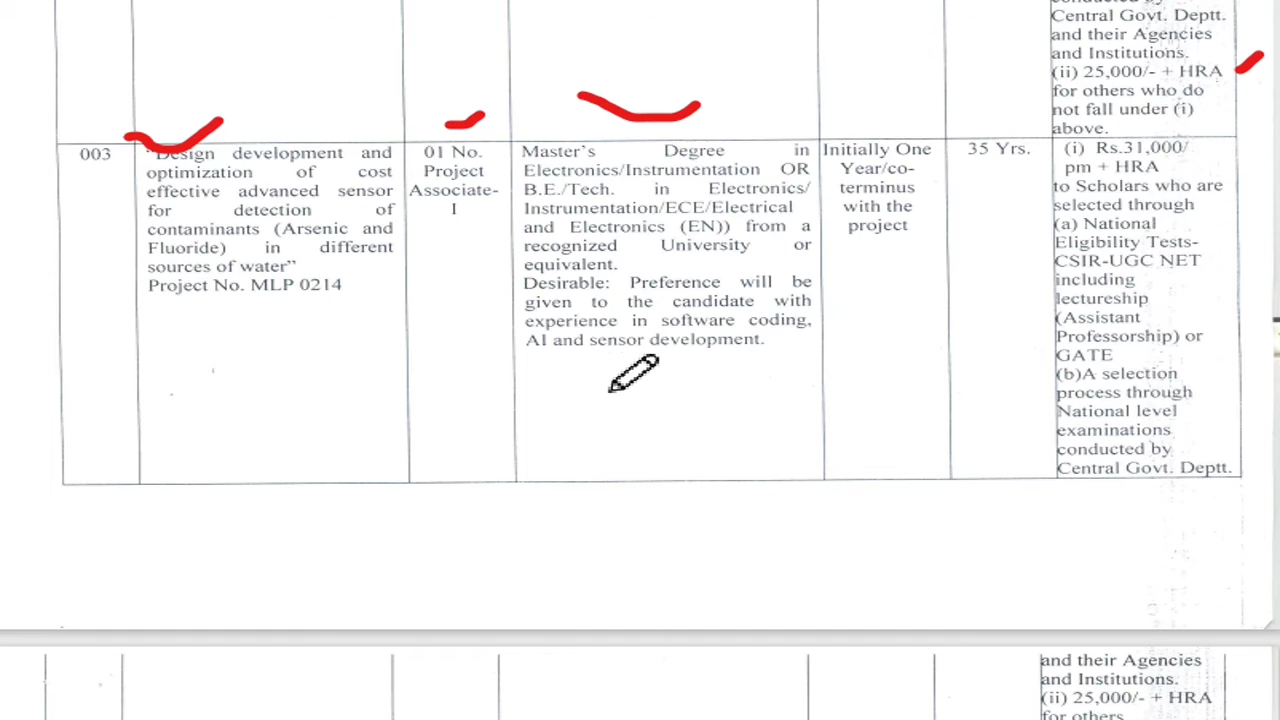 Central Govt. Deptt.
and their Agencies
and Institutions.
(ii) 25,000/- + HRA
for others who do
not fall under (i)
above.
003
"Design development and
optimization of cost
effective advanced sensor
for detection of
contaminants (Arsenic and
Fluoride) in different
sources of water"
Project No. MLP 0214
01 No.
Project
Associate-
I
Master's Degree in
Electronics/Instrumentation OR
B.E./Tech. in Electronics/
Instrumentation/ECE/Electrical
and Electronics (EN)) from a
recognized University or
equivalent.
Desirable: Preference will be
given to the candidate with
experience in software coding,
AI and sensor development.
Initially One
Year/co-
terminus
with the
project
35 Yrs.
(i) Rs.31,000/
pm + HRA
to Scholars who are
selected through
(a) National
Eligibility Tests-
CSIR-UGC NET
including
lectureship
(Assistant
Professorship) or
GATE
(b)A selection
process through
National level
examinations
conducted by
Central Govt. Deptt.
and their Agencies
and Institutions.
(ii) 25,000/- + HRA
for others